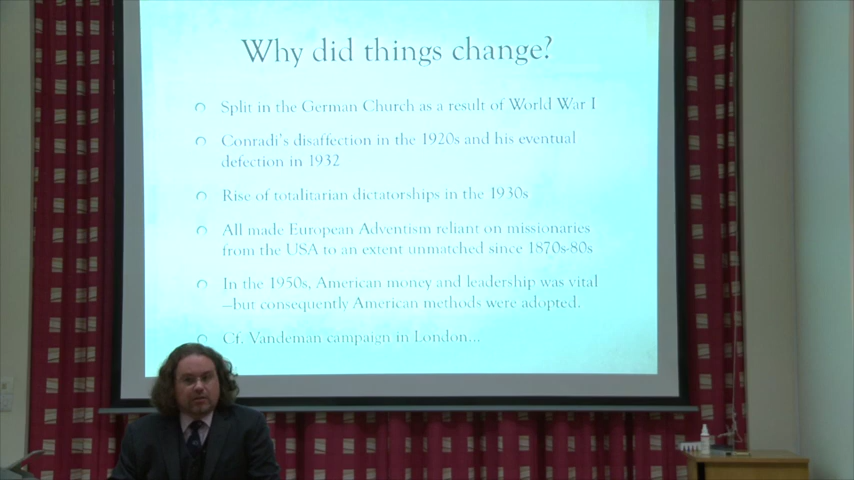 Why did things change?
Split in the German Church as a result of World War I
Conradi's disaffection in the 1920s and his eventual
defection in 1932
Rise of totalitarian dictatorships in the 1930s
All made European Adventism reliant on missionaries
from the USA to an extent unmatched since 1870s-80s
In the 1950s, American money and leadership was vital
—but consequently American methods were adopted.
Cf. Vandeman campaign in London...